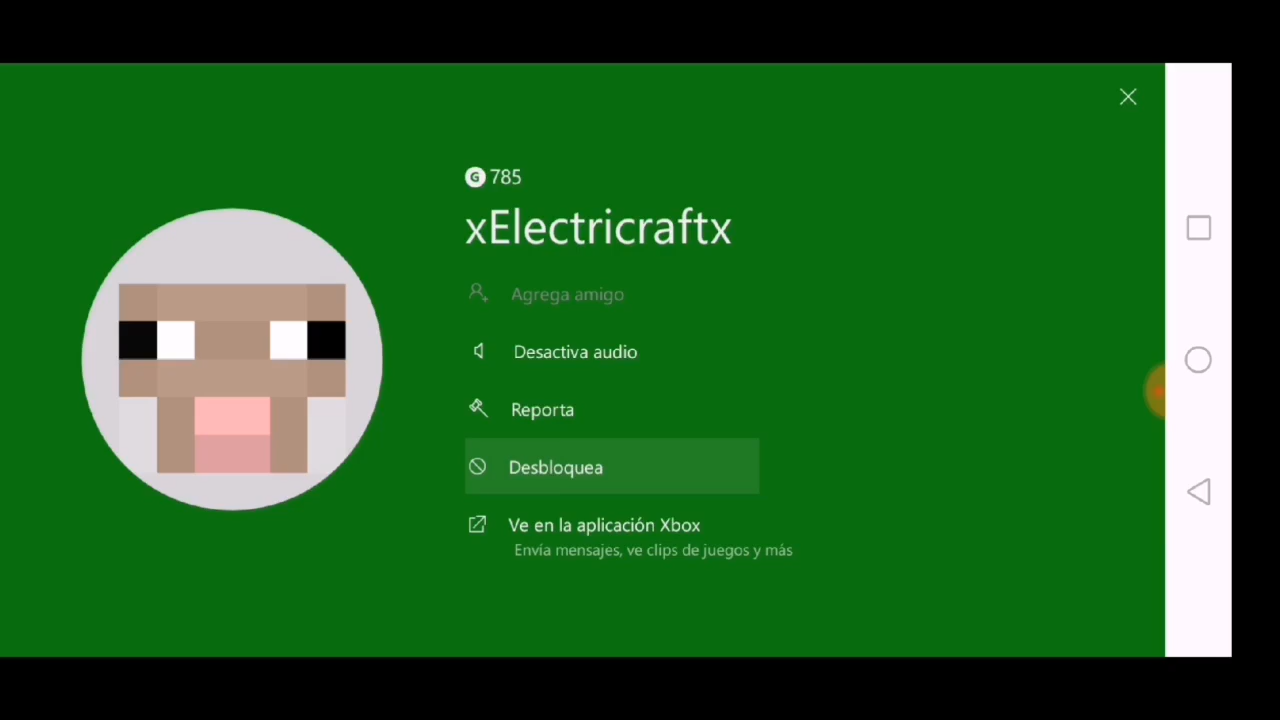 G 785
xElectricraftx
Agrega amigo
Desactiva audio
Reporta
Desbloquea
Ve en la aplicación Xbox
Envía mensajes, ve clips de juegos y más